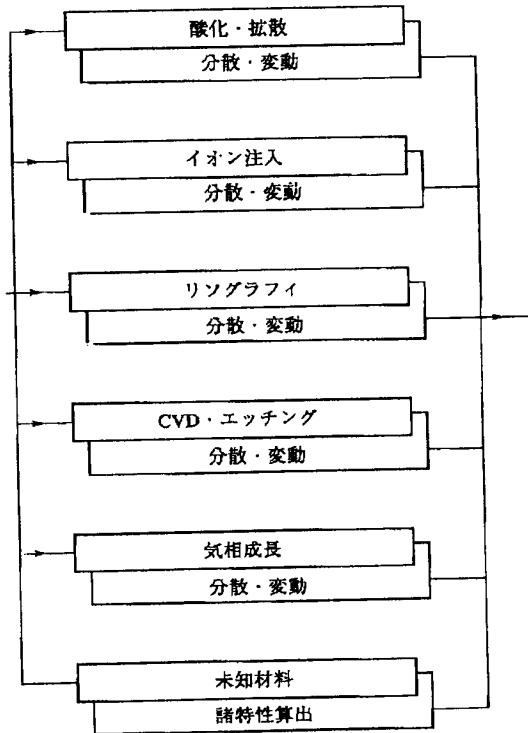 酸化・拡散
分散・変動
イオン注入
分散・変動
リソグラフィ
分散・変動
CVD・エッチング
分散・変動
気相成長
分散・変動
未知材料
諸特性算出